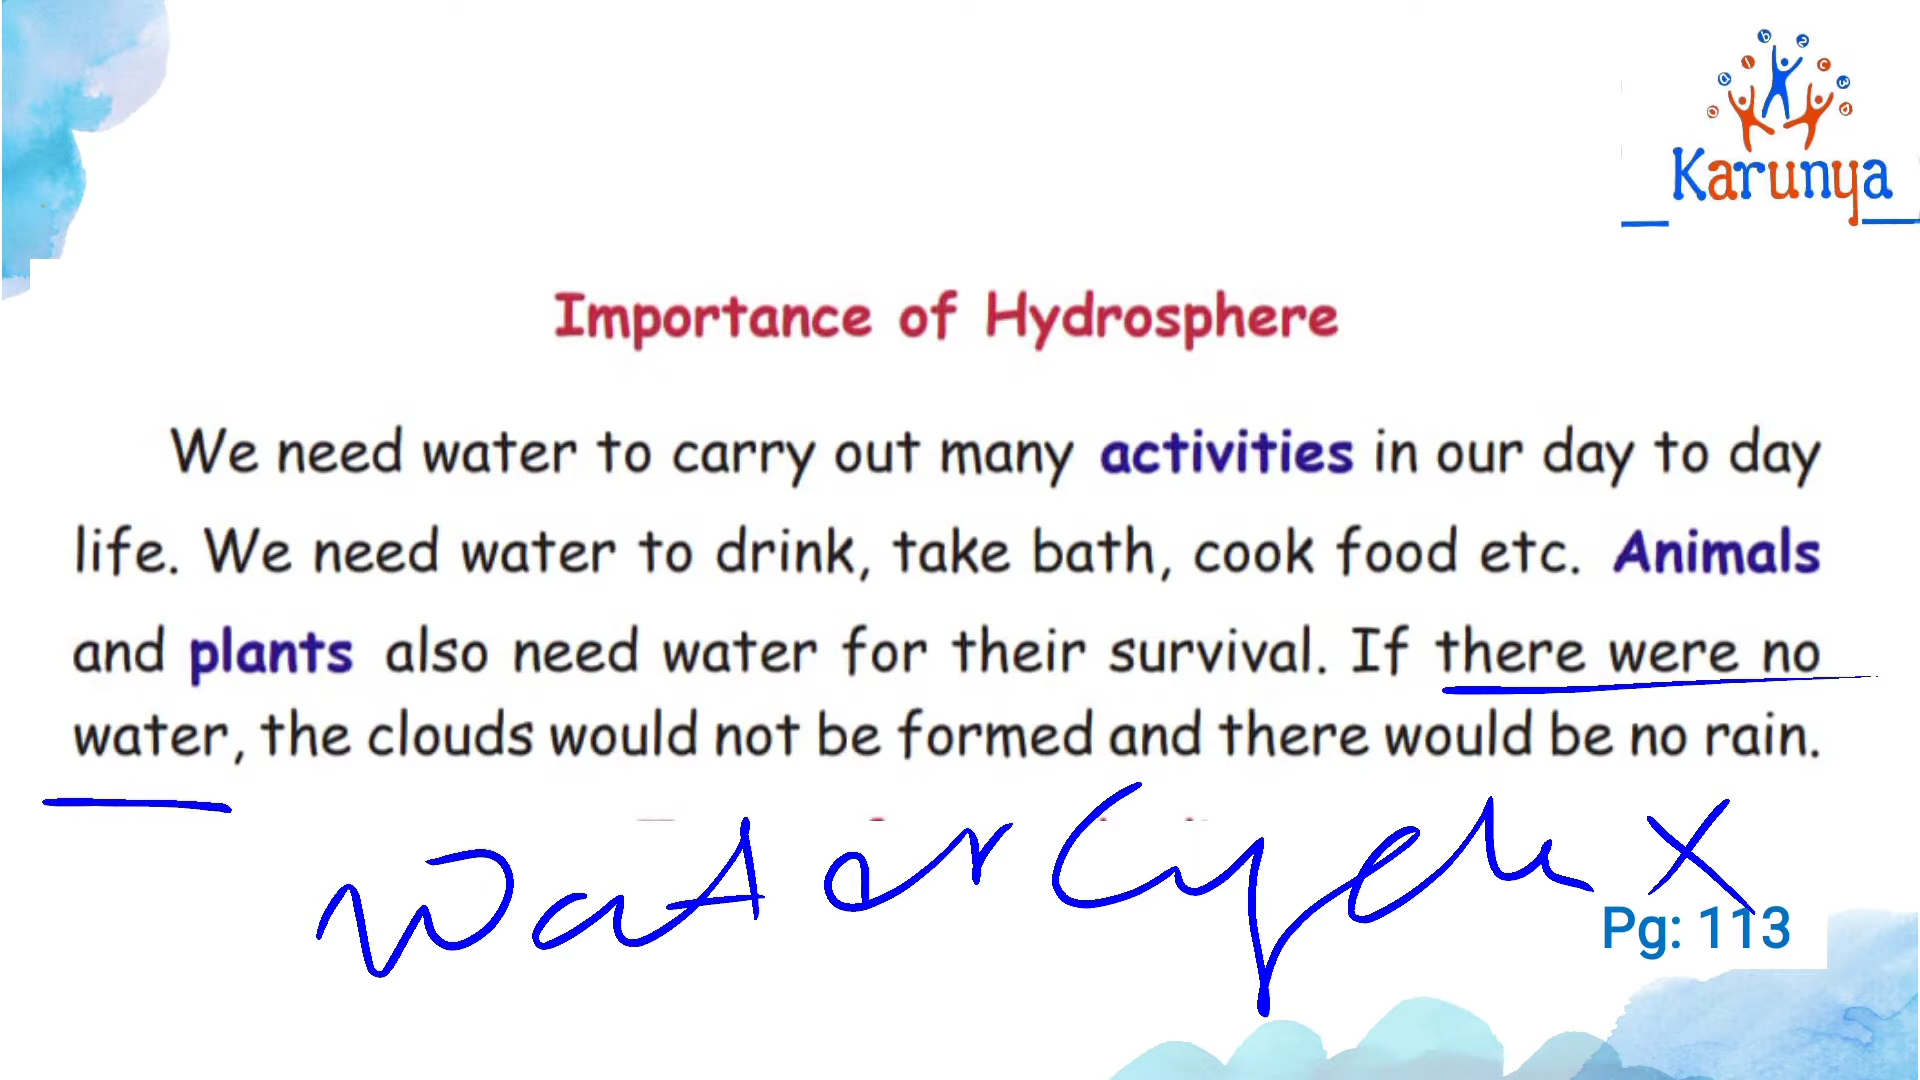 Karunya
Importance of Hydrosphere
We need water to carry out many activities in our day to day
life. We need water to drink, take bath, cook food etc. Animals
and plants also need water for their survival. If there were no
water, the clouds would not be formed and there would be no rain.
Water Cycle X
Pg: 113